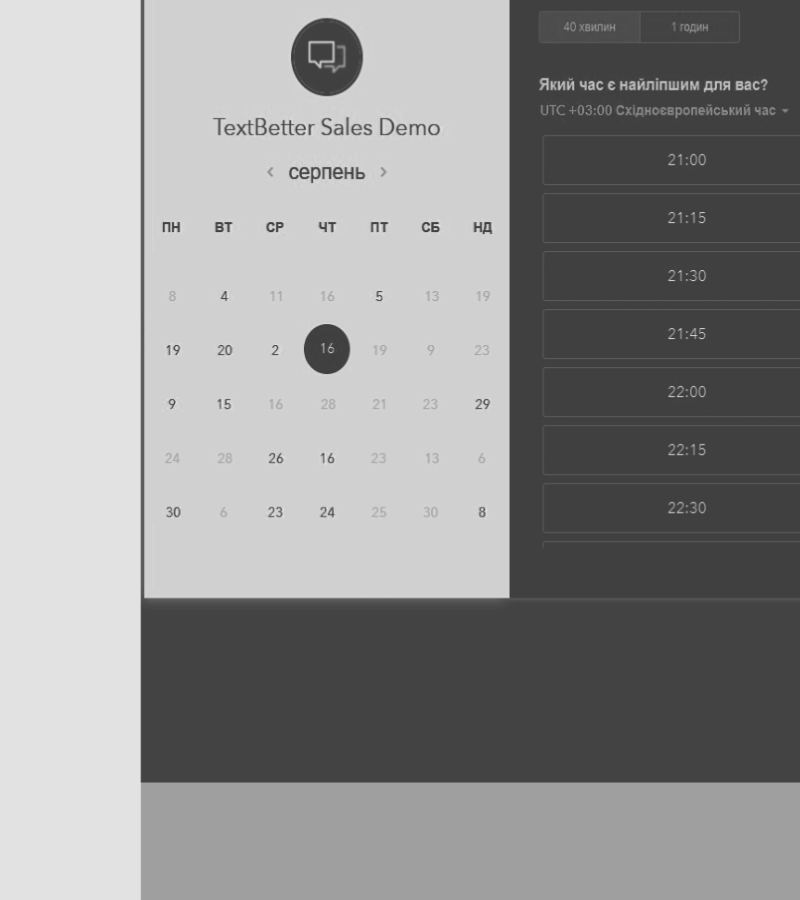 TextBetter Sales Demo
‹ серпень ›
ПН ВТ СР ЧТ ПТ СБ НД
8 4 11 16 5 13 19
19 20 2 16 19 9 23
9 15 16 28 21 23 29
24 28 26 16 23 13 6
30 6 23 24 25 30 8
40 хвилин 1 годин
Який час є найліпшим для вас?
UTC +03:00 Східноєвропейський час
21:00
21:15
21:30
21:45
22:00
22:15
22:30